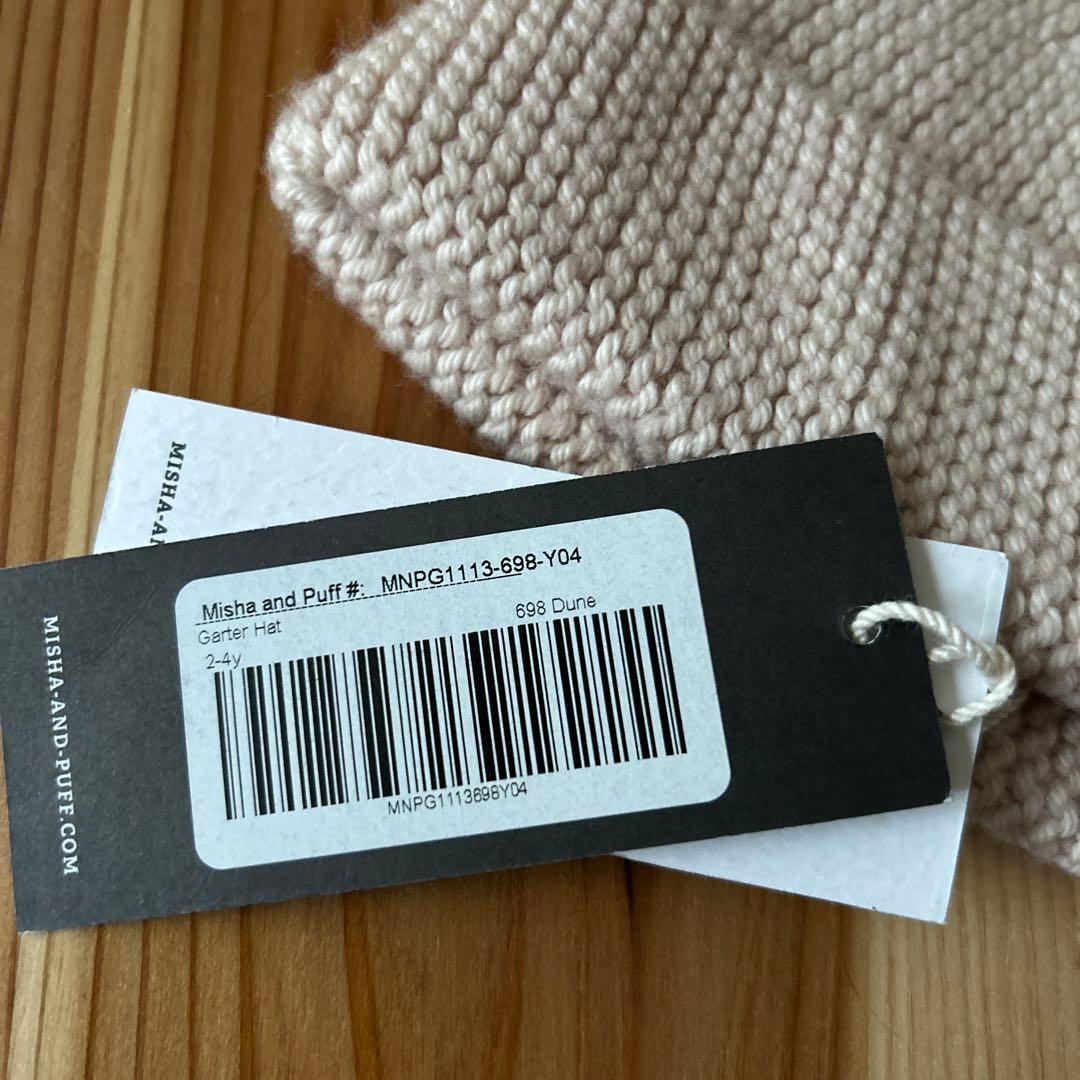 MISHA-AN
MISHA-AND-PUFF.COM
Misha and Puff #: MNPG1113-698-Y04
Garter Hat 698 Dune
2-4y
MNPG1113698Y04